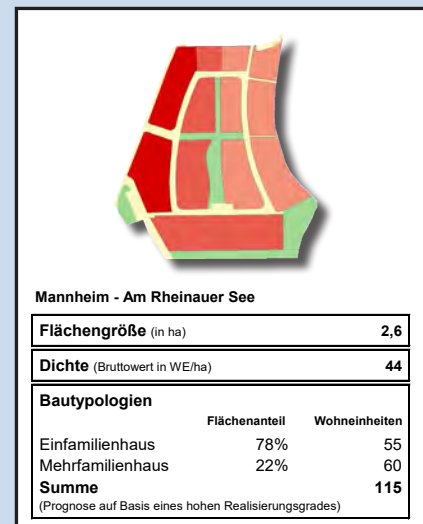 Mannheim - Am Rheinauer See
Flächengröße (in ha) 2,6
Dichte (Bruttowert in WE/ha) 44
Bautypologien
Flächenanteil Wohneinheiten
Einfamilienhaus 78% 55
Mehrfamilienhaus 22% 60
Summe 115
(Prognose auf Basis eines hohen Realisierungsgrades)